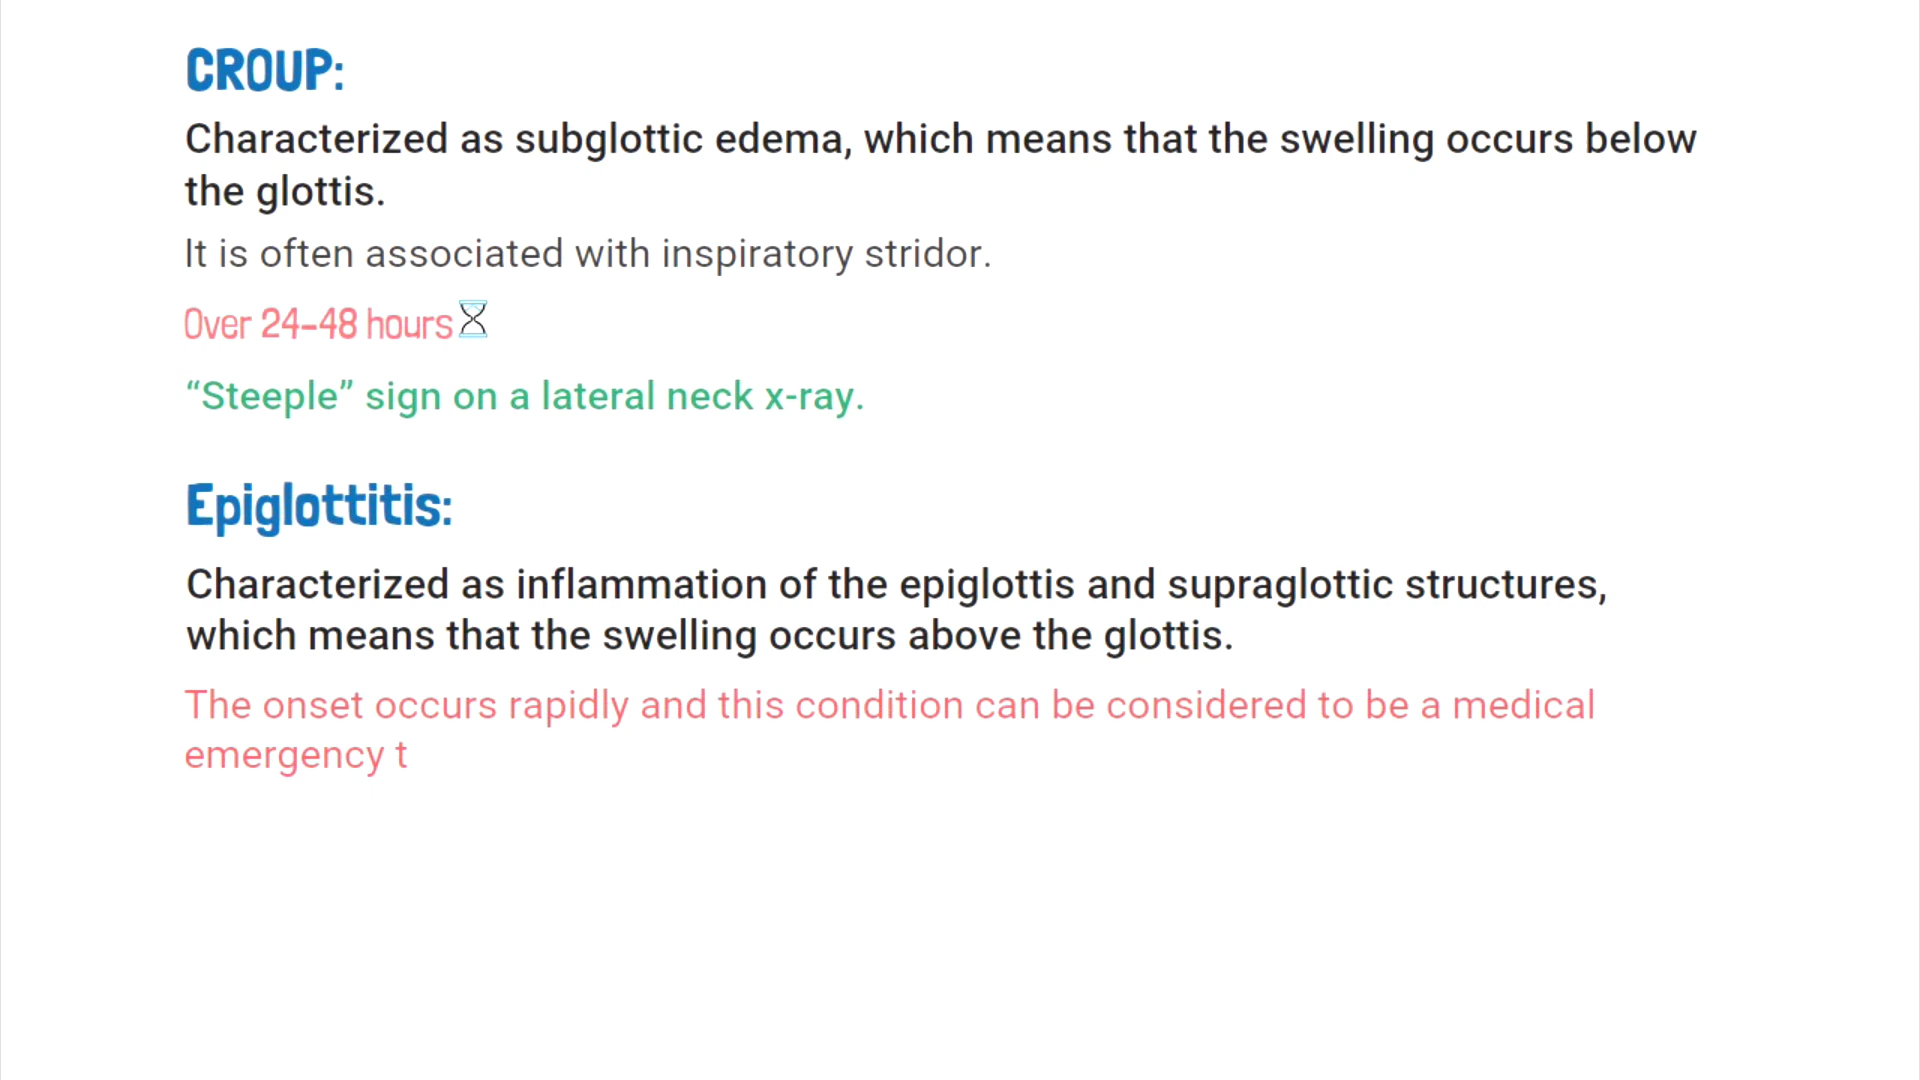 CROUP:
Characterized as subglottic edema, which means that the swelling occurs below
the glottis.
It is often associated with inspiratory stridor.
Over 24-48 hours⏳
“Steeple” sign on a lateral neck x-ray.
Epiglottitis:
Characterized as inflammation of the epiglottis and supraglottic structures,
which means that the swelling occurs above the glottis.
The onset occurs rapidly and this condition can be considered to be a medical
emergency t